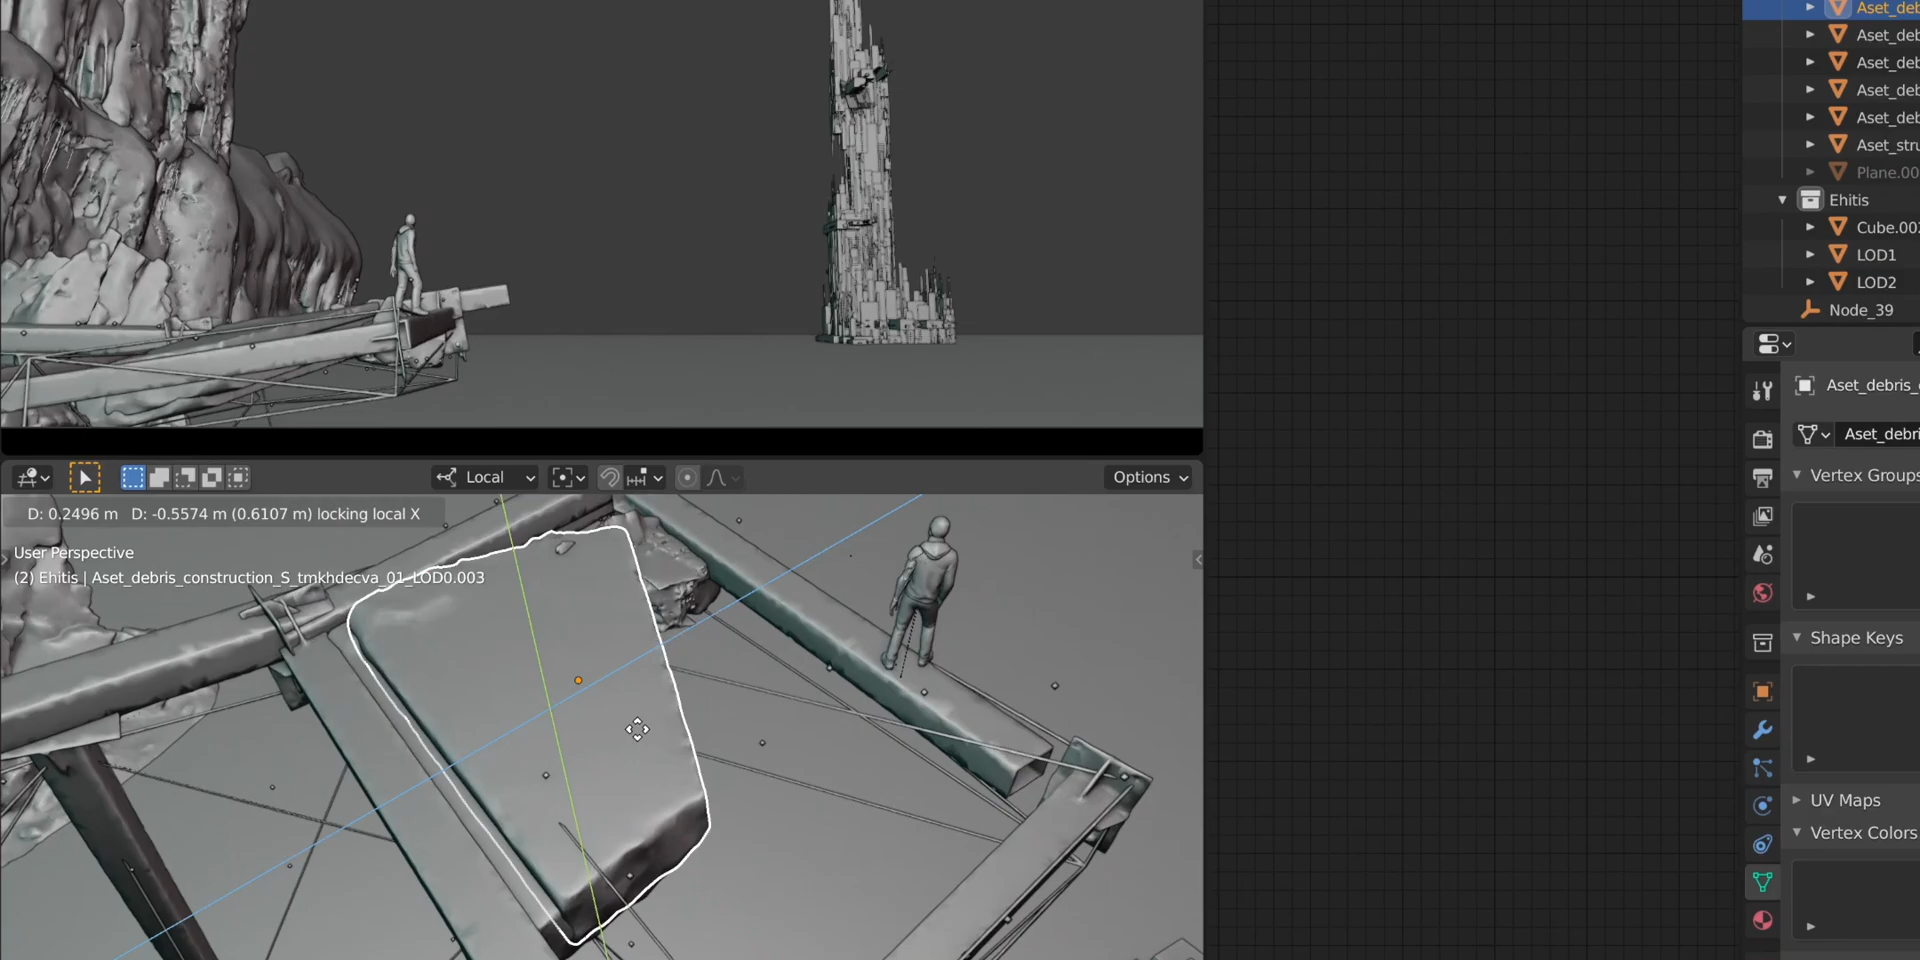 Aset_deb
Aset_deb
Aset_deb
Aset_deb
Aset_deb
Aset_stru
Plane.00
Ehitis
Cube.002
LOD1
LOD2
Node_39
Aset_debris_
Aset_debri
Vertex Groups
Shape Keys
UV Maps
Vertex Colors
Local
Options
D: 0.2496 m D: -0.5574 m (0.6107 m) locking local X
User Perspective
(2) Ehitis | Aset_debris_construction_S_tmkhdecva_01_LOD0.003